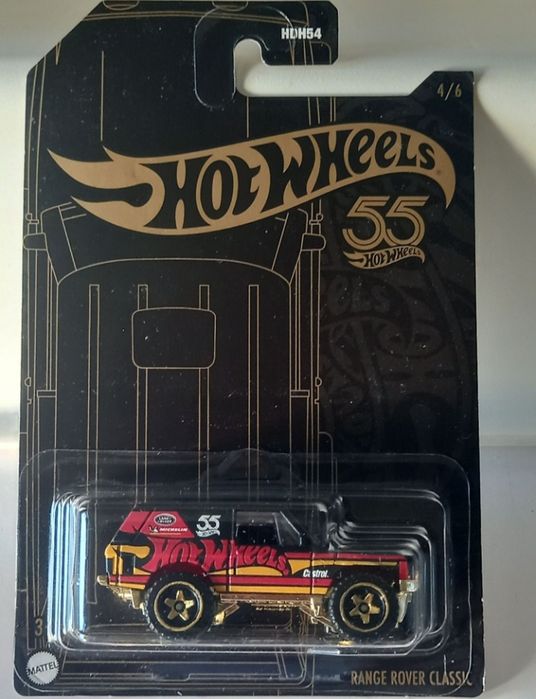 HDH54
4/6
HOT WHEELS
55
HOT WHEELS
LAND
ROVER
MICHELIN
55
HOT WHEELS
Castrol
3
MATTEL
RANGE ROVER CLASSIC